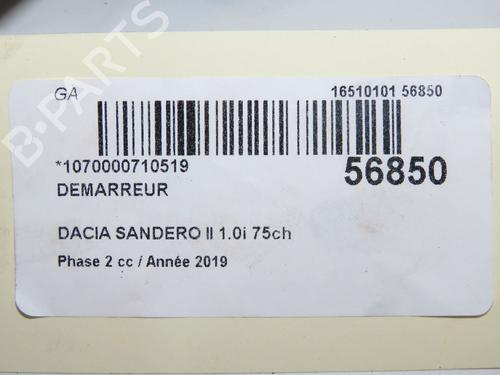 GA
16510101 56850
*1070000710519
56850
DEMARREUR
DACIA SANDERO II 1.0i 75ch
Phase 2 cc / Année 2019
B-PARTS